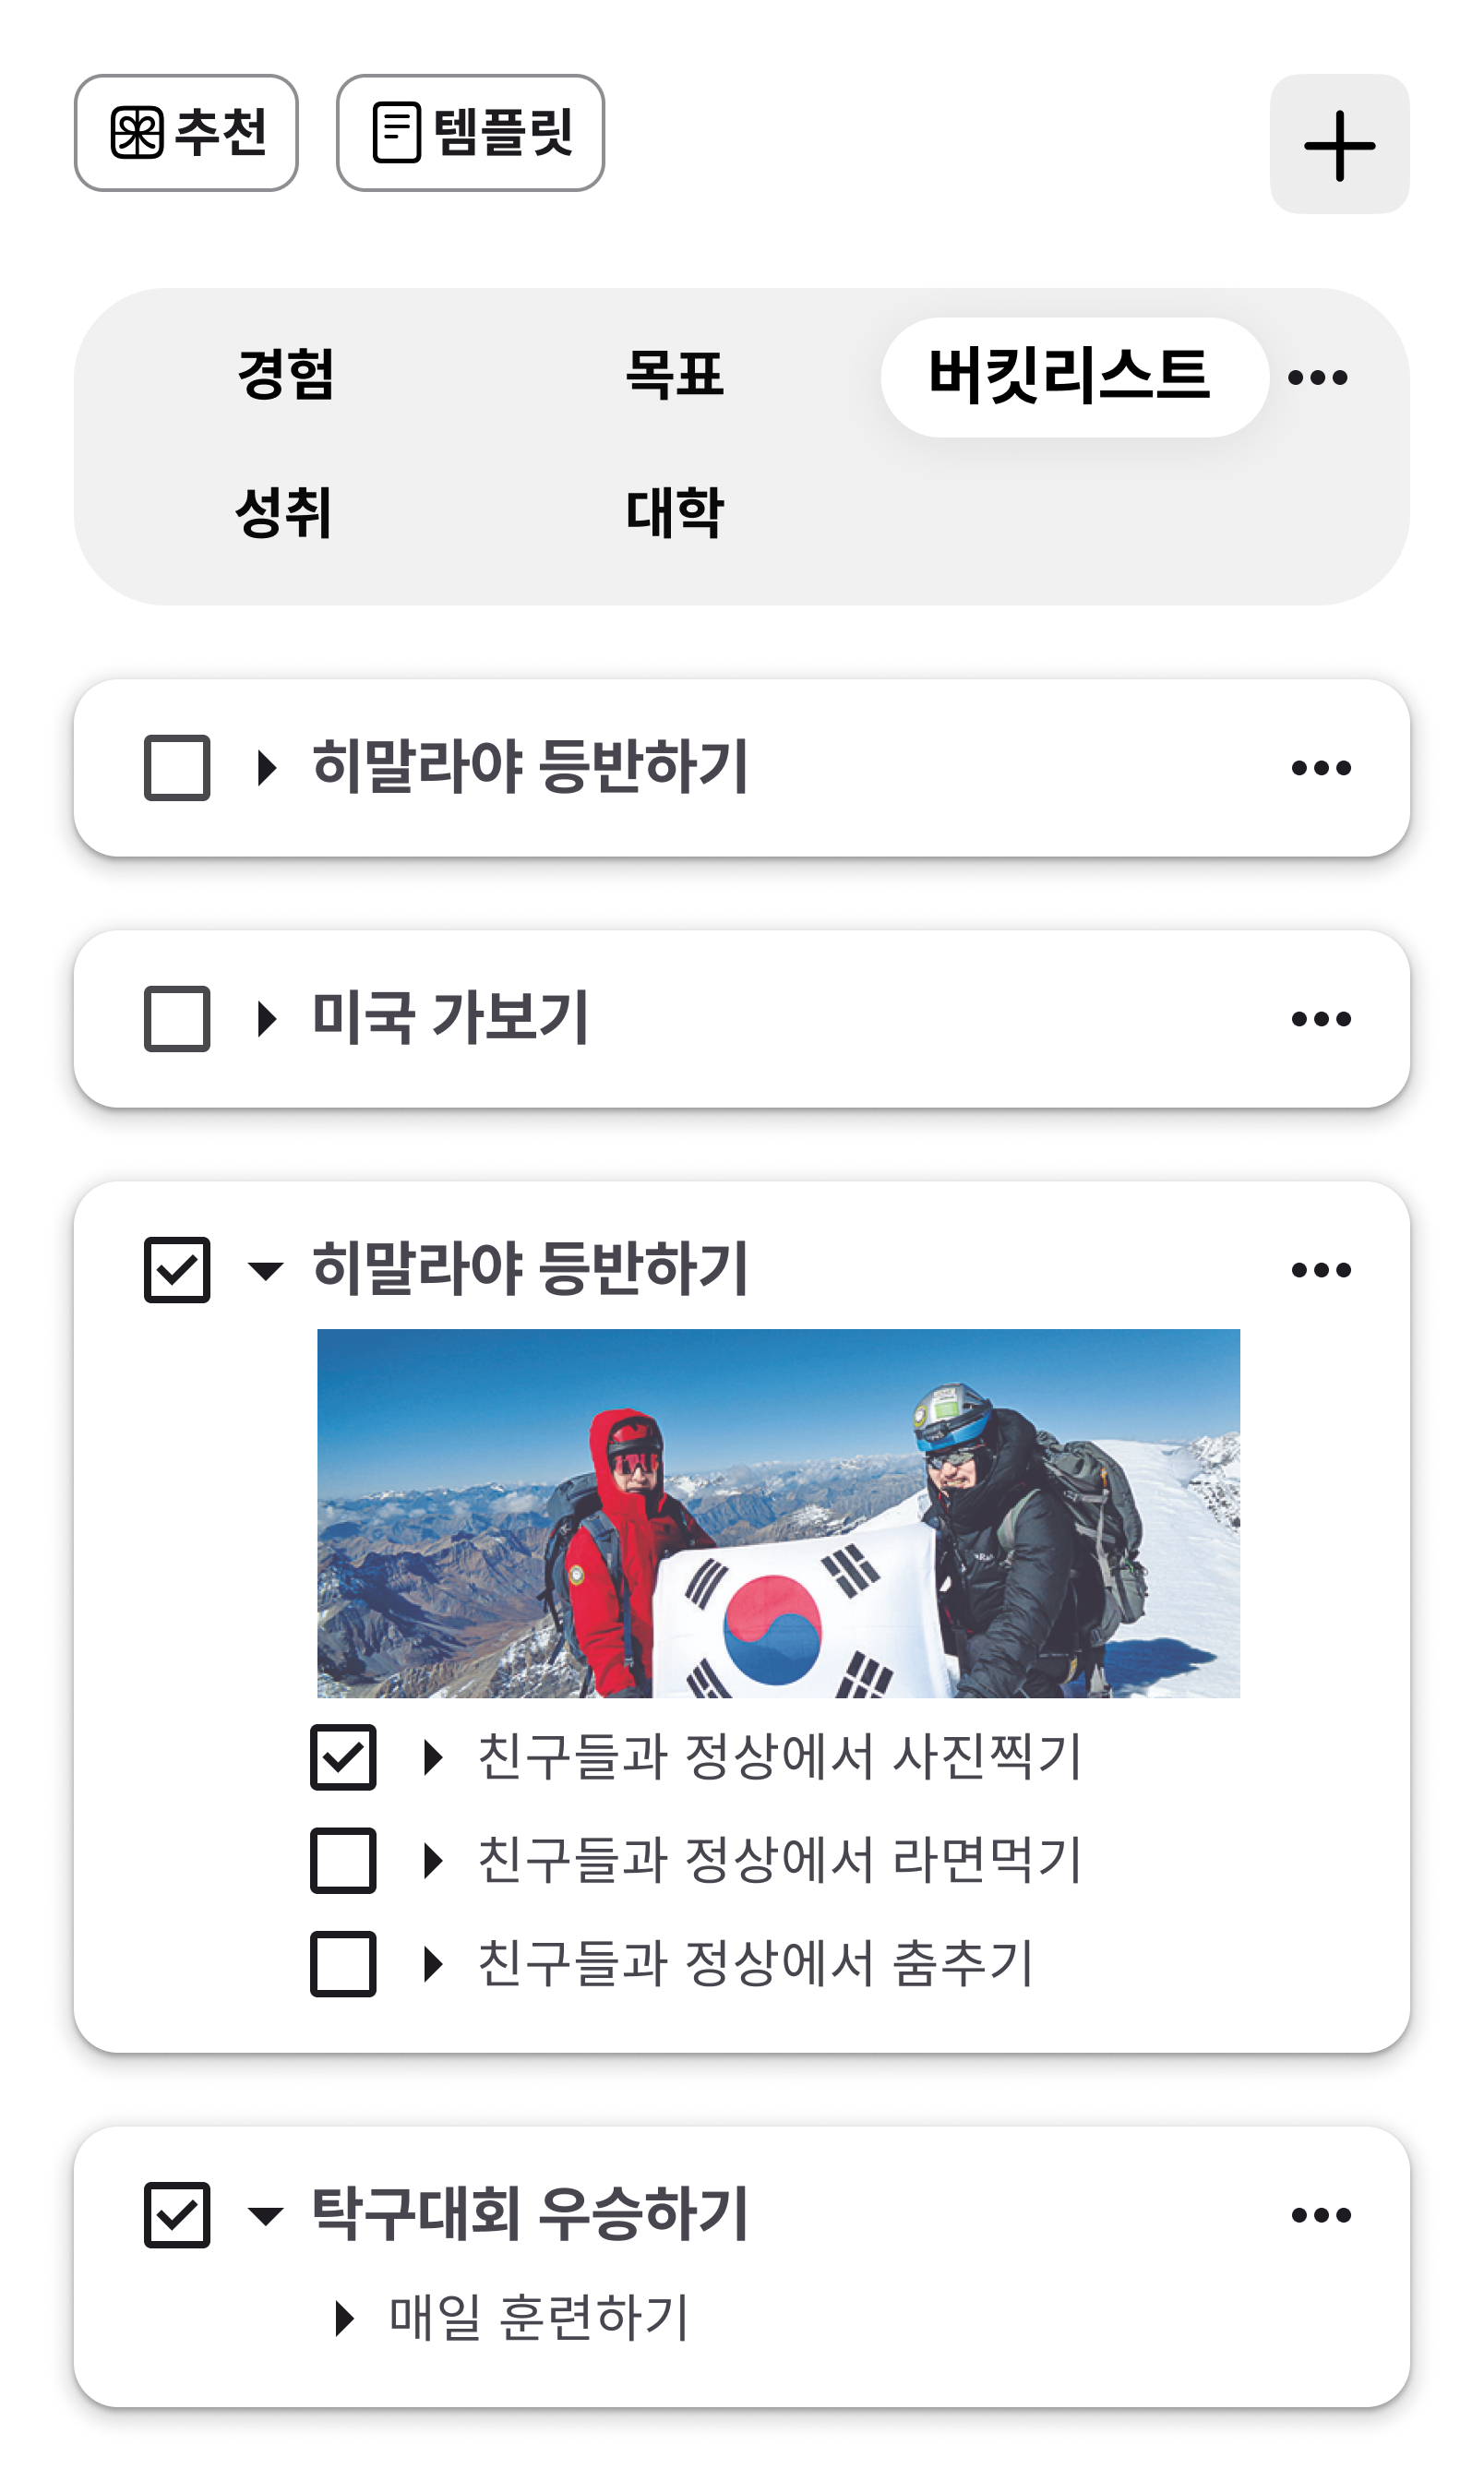 추천 템플릿
경험 목표 버킷리스트
성취 대학
히말라야 등반하기
미국 가보기
히말라야 등반하기
친구들과 정상에서 사진찍기
친구들과 정상에서 라면먹기
친구들과 정상에서 춤추기
탁구대회 우승하기
매일 훈련하기